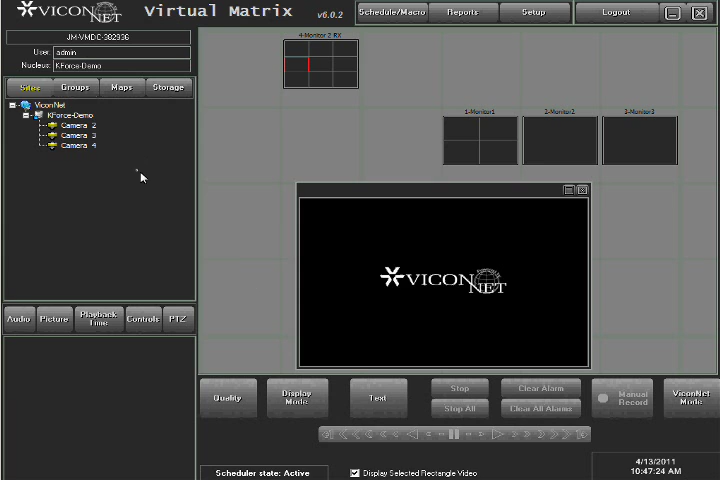 VICON NET
Virtual Matrix v6.0.2
Schedule/Macro
Reports
Setup
Logout
JM-VMDC-382936
User: admin
Nucleus: KForce-Demo
Sites
Groups
Maps
Storage
ViconNet
KForce-Demo
Camera 2
Camera 3
Camera 4
4-Monitor 2 RX
1-Monitor1
2-Monitor2
3-Monitor3
VICON NET
Audio
Picture
Playback
Time
Controls
PTZ
Quality
Display
Mode
Text
Stop
Stop All
Clear Alarm
Clear All Alarms
Manual
Record
ViconNet
Mode
Scheduler state: Active
Display Selected Rectangle Video
4/13/2011
10:47:24 AM